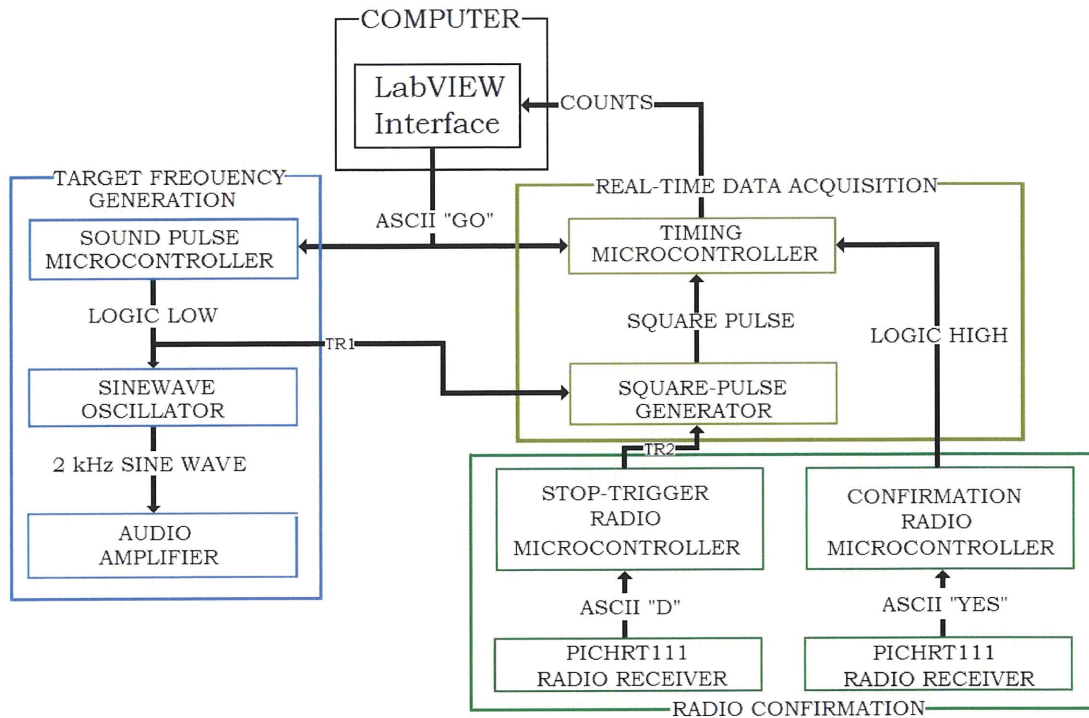 COMPUTER
LabVIEW
Interface
COUNTS
TARGET FREQUENCY
GENERATION
REAL-TIME DATA ACQUISITION
ASCII "GO"
SOUND PULSE
MICROCONTROLLER
TIMING
MICROCONTROLLER
LOGIC LOW
SQUARE PULSE
LOGIC HIGH
TR1
SINEWAVE
OSCILLATOR
SQUARE-PULSE
GENERATOR
TR2
2 kHz SINE WAVE
STOP-TRIGGER
RADIO
MICROCONTROLLER
CONFIRMATION
RADIO
MICROCONTROLLER
AUDIO
AMPLIFIER
ASCII "D"
ASCII "YES"
PICHRT111
RADIO RECEIVER
PICHRT111
RADIO RECEIVER
RADIO CONFIRMATION